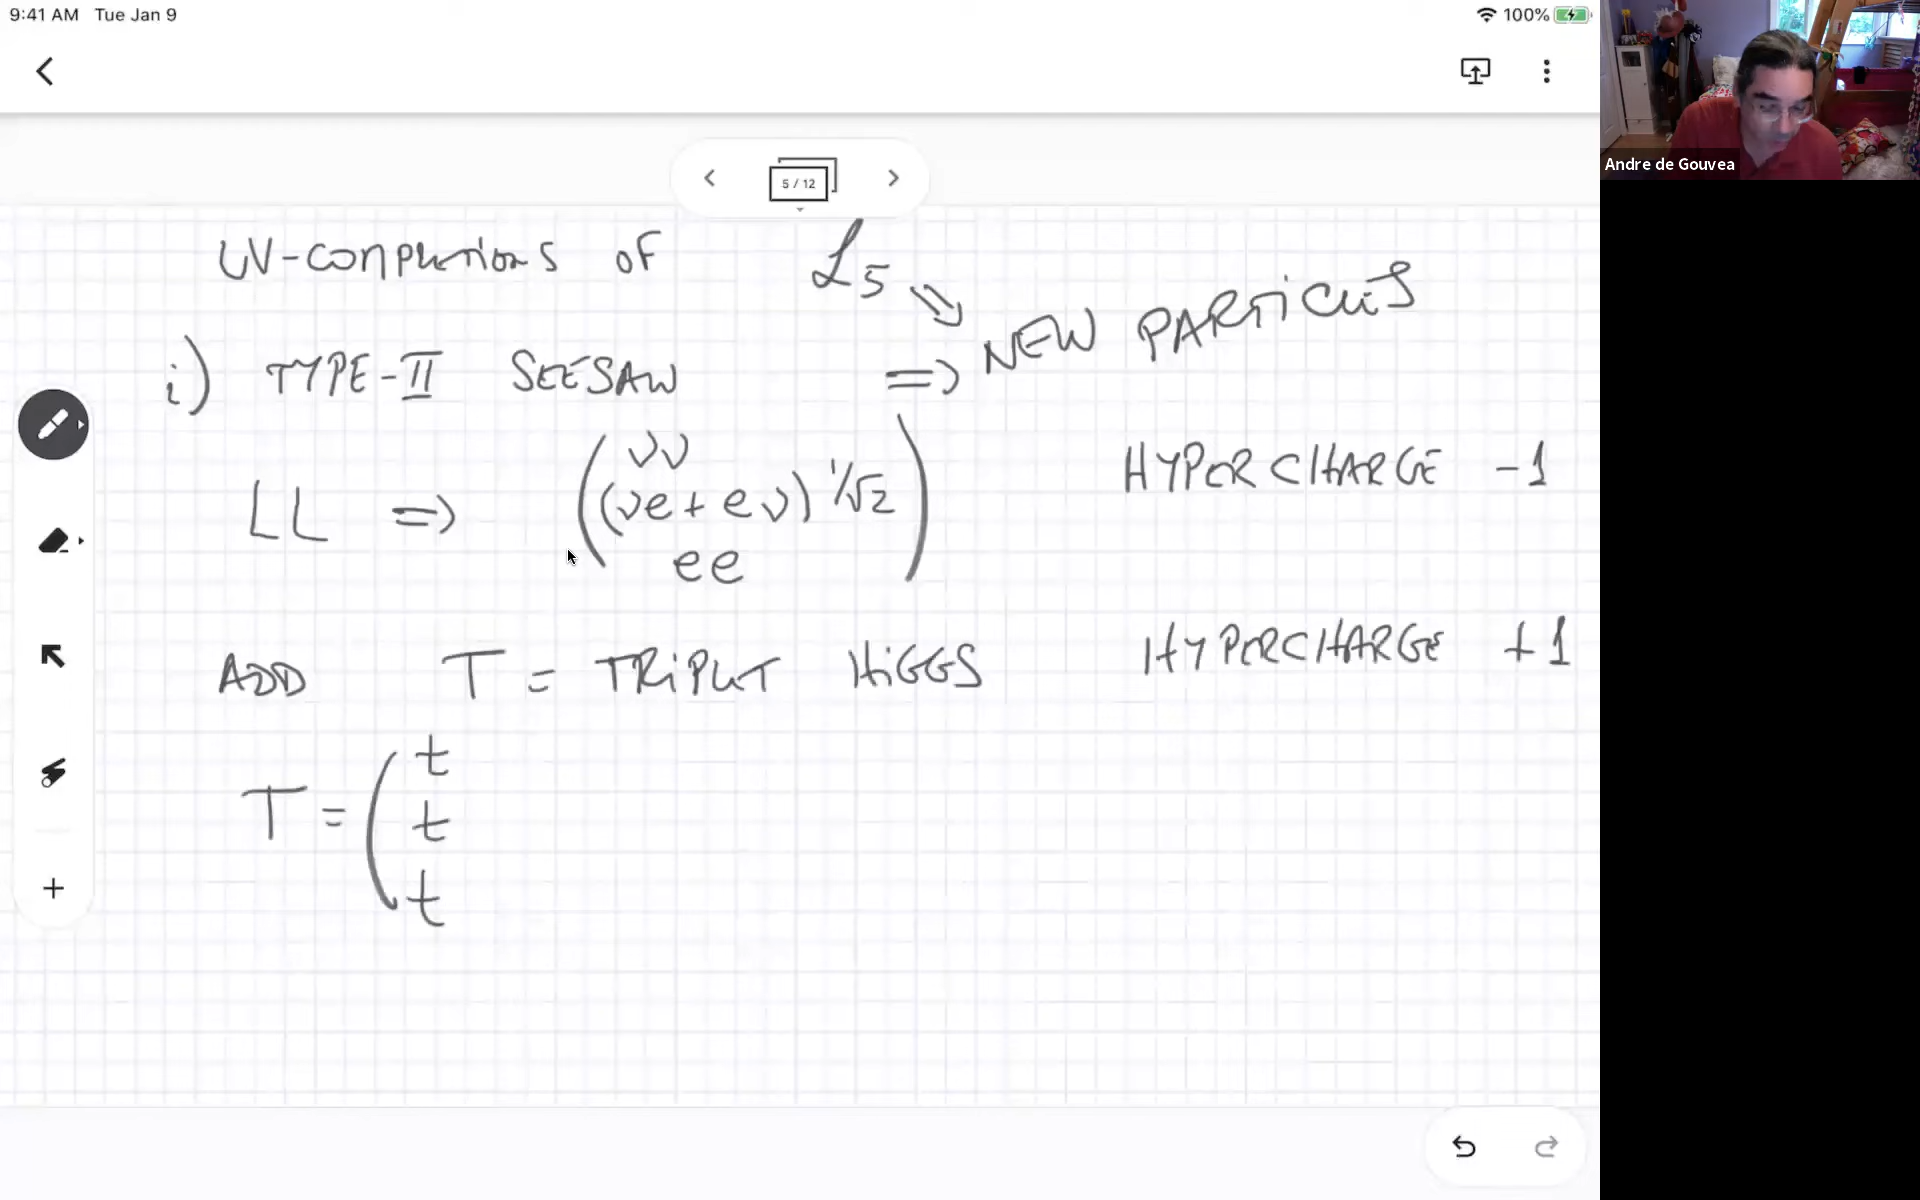 9:41 AM Tue Jan 9
100%
Andre de Gouvea
5 / 12
UV-COMPLETIONS OF L5
⇒ NEW PARTICLES
i) TYPE-II SEESAW ⇒
LL ⇒ ( νν
(νe + eν) 1/√2
ee ) HYPERCHARGE -1
ADD T = TRIPLET HIGGS HYPERCHARGE +1
T = ( t
t
t